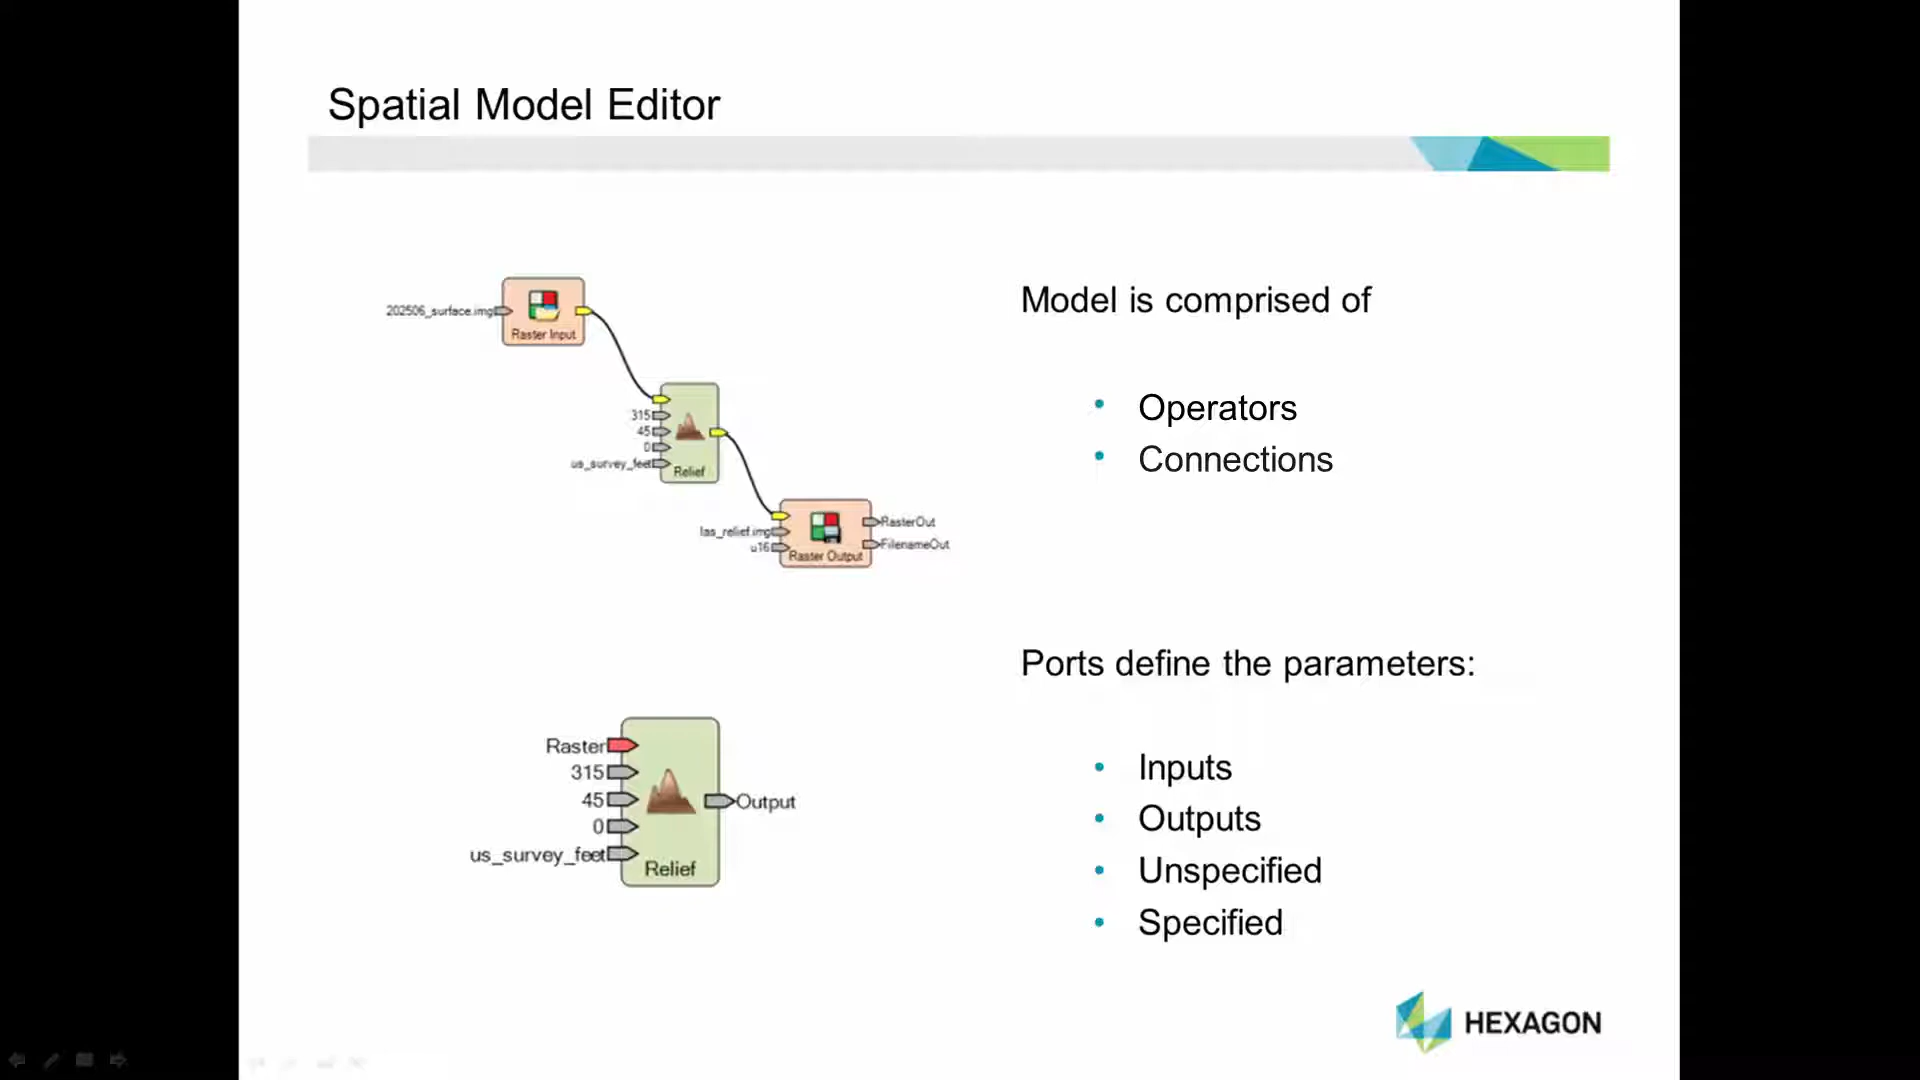 Spatial Model Editor
202506_surface.img
Raster Input
315
45
0
us_survey_feet
Relief
las_relief.img
u16
Raster Output
RasterOut
FilenameOut
Model is comprised of
• Operators
• Connections
Raster
315
45
0
us_survey_feet
Relief
Output
Ports define the parameters:
• Inputs
• Outputs
• Unspecified
• Specified
HEXAGON